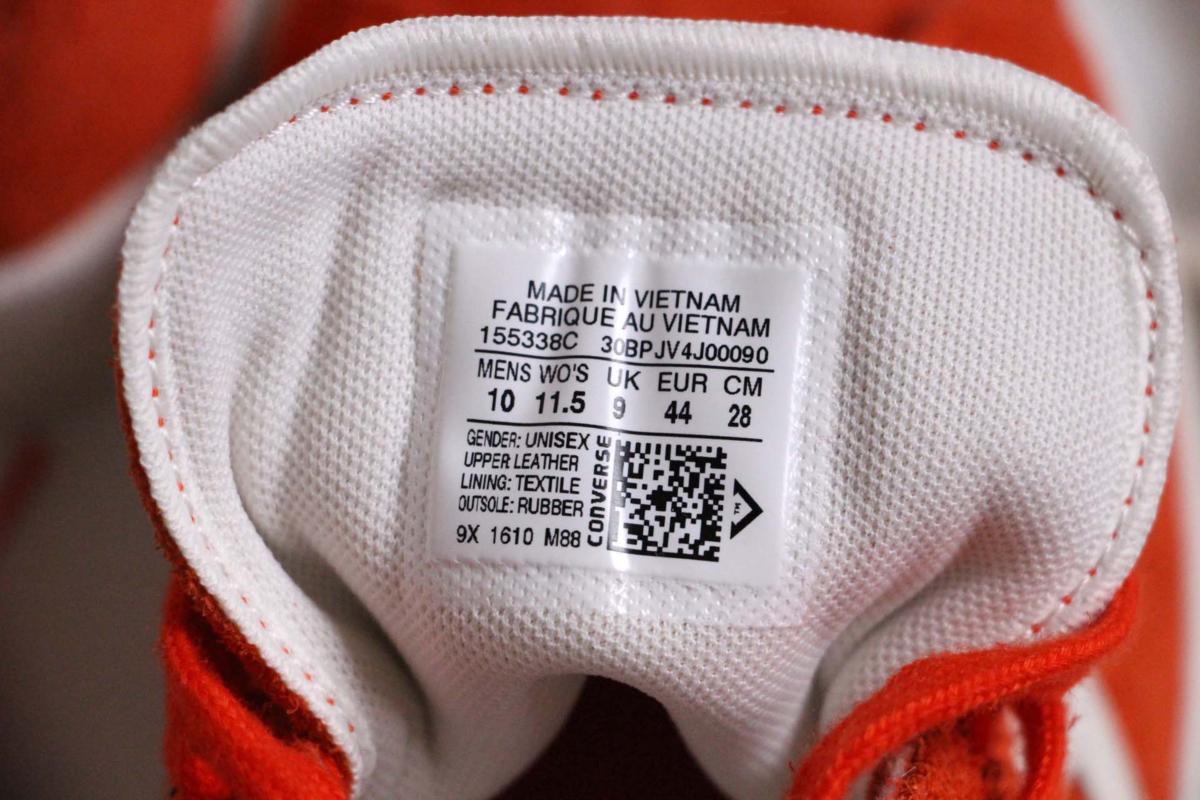 MADE IN VIETNAM
FABRIQUE AU VIETNAM
155338C 30BPJV4J00090
MENS WO'S UK EUR CM
10 11.5 9 44 28
GENDER: UNISEX
UPPER LEATHER
LINING: TEXTILE
OUTSOLE: RUBBER
9X 1610 M88
CONVERSE
TM